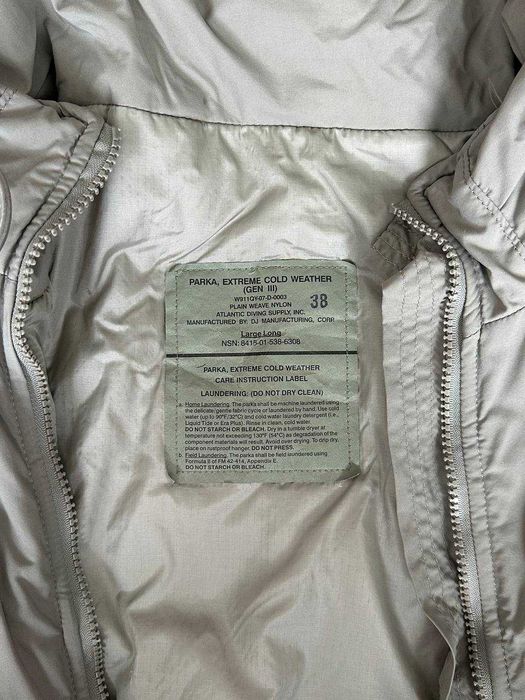 PARKA, EXTREME COLD WEATHER
(GEN III)
W911QY-07-D-0003
PLAIN WEAVE NYLON
38
ATLANTIC DIVING SUPPLY, INC.
MANUFACTURED BY: DJ MANUFACTURING, CORP.
Large Long
NSN: 8415-01-538-6308
PARKA, EXTREME COLD WEATHER
CARE INSTRUCTION LABEL
LAUNDERING: (DO NOT DRY CLEAN)
a. Home Laundering. The parka shall be machine laundered using
the delicate/gentle fabric cycle or laundered by hand. Use cold
water (up to 90°F/32°C) and cold water laundry detergent (i.e.,
Liquid Tide or Era Plus). Rinse in clean, cold water.
DO NOT STARCH OR BLEACH. Dry in a tumble dryer at
temperature not exceeding 130°F (54°C) as degradation of the
component materials will result. Avoid over drying. To drip dry,
place on rustproof hanger. DO NOT PRESS.
b. Field Laundering. The parka shall be field laundered using
Formula II of FM 42-414, Appendix E.
DO NOT STARCH OR BLEACH.